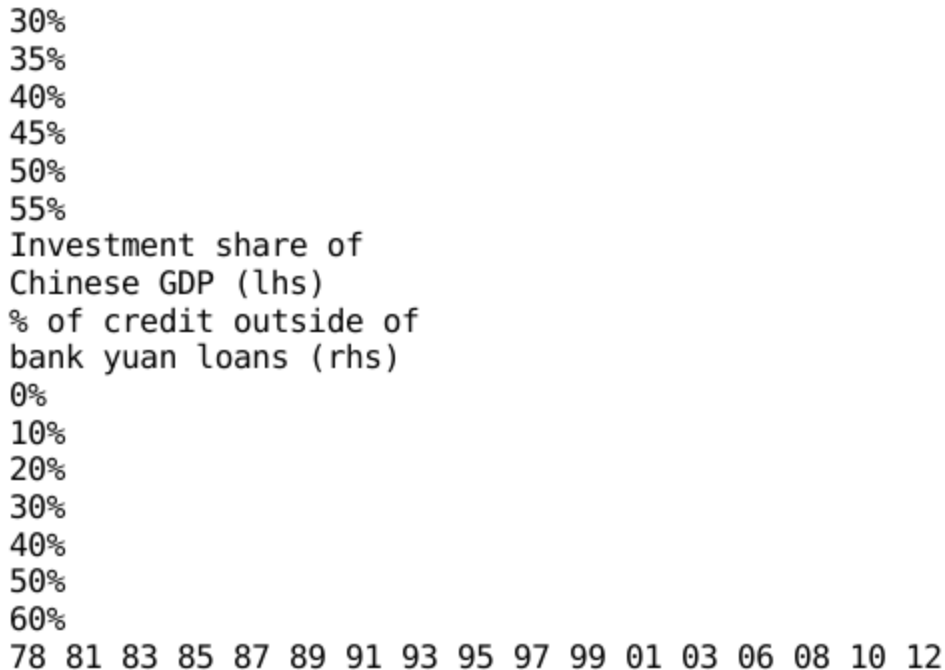 30%
35%
40%
45%
50%
55%
Investment share of
Chinese GDP (lhs)
% of credit outside of
bank yuan loans (rhs)
0%
10%
20%
30%
40%
50%
60%
78 81 83 85 87 89 91 93 95 97 99 01 03 06 08 10 12